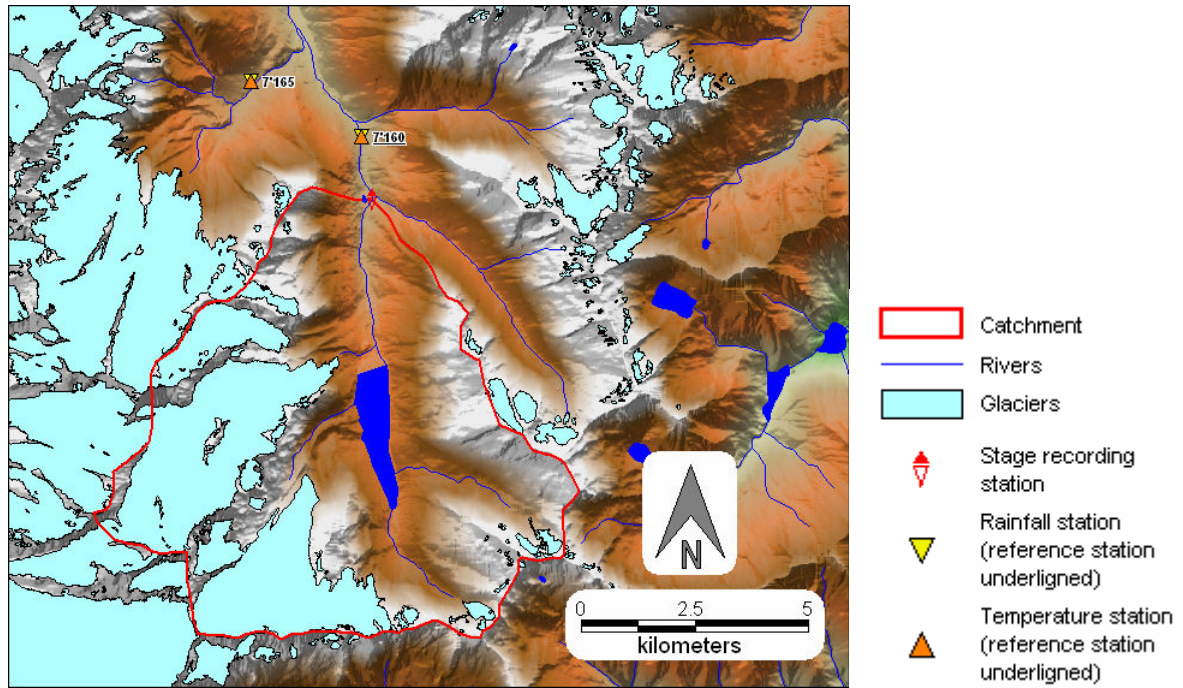 7'165
7'160
N
0 2.5 5
kilometers
Catchment
Rivers
Glaciers
Stage recording
station
Rainfall station
(reference station
underligned)
Temperature station
(reference station
underligned)